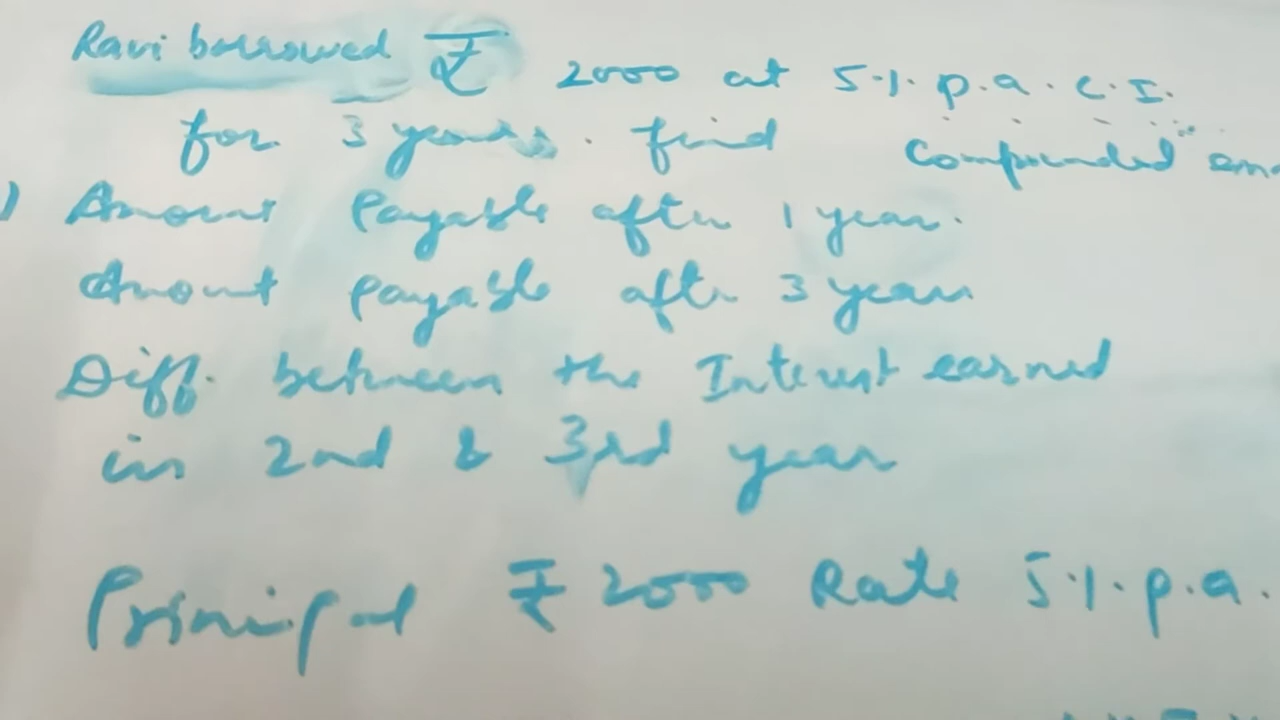 Ravi borrowed ₹ 2000 at 5%. p.a. C.I.
for 3 years. find Compounded
) Amount Payable after 1 year.
Amount payable after 3 years
Diff. between the Interest earned
in 2nd & 3rd year
Principal ₹ 2000 Rate 5%. p.a.